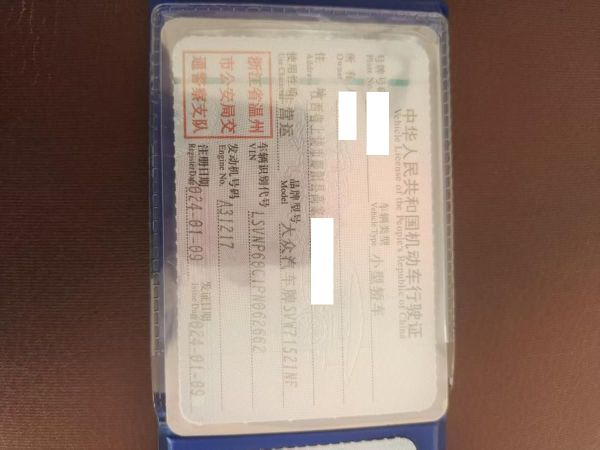 中华人民共和国机动车行驶证
Vehicle License of the People's Republic of China
号牌号码
Plate No.
车辆类型
Vehicle Type
小型轿车
所有人
Owner
住
Address
使用性质
Use Character
非营运
品牌型号
Model
大众汽车牌SVW71521NF
浙江省温州
市公安局交
通警察支队
车辆识别代号
VIN
LSVNP60C1PN062662
发动机号码
Engine No.
A31217
注册日期
Register Date
2024-01-09
发证日期
Issue Date
2024-01-09